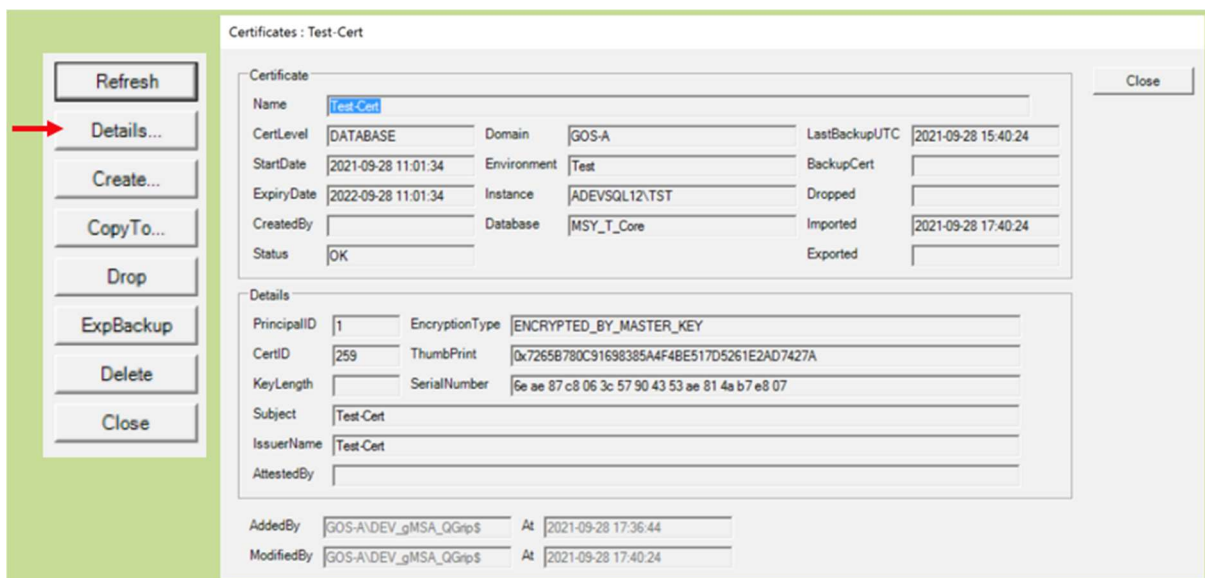 Certificates : Test-Cert
Refresh
Details...
Create...
CopyTo...
Drop
ExpBackup
Delete
Close
Certificate
Close
Name Test-Cert
CertLevel DATABASE Domain GOS-A LastBackupUTC 2021-09-28 15:40:24
StartDate 2021-09-28 11:01:34 Environment Test BackupCert
ExpiryDate 2022-09-28 11:01:34 Instance ADEVSQL12\TST Dropped
CreatedBy Database MSY_T_Core Imported 2021-09-28 17:40:24
Status OK Exported
Details
PrincipalID 1 EncryptionType ENCRYPTED_BY_MASTER_KEY
CertID 259 ThumbPrint 0x7265B780C91698385A4F4BE517D5261E2AD7427A
KeyLength SerialNumber 6e ae 87 c8 06 3c 57 90 43 53 ae 81 4a b7 e8 07
Subject Test-Cert
IssuerName Test-Cert
AttestedBy
AddedBy GOS-A\DEV_gMSA_QGrip$ At 2021-09-28 17:36:44
ModifiedBy GOS-A\DEV_gMSA_QGrip$ At 2021-09-28 17:40:24